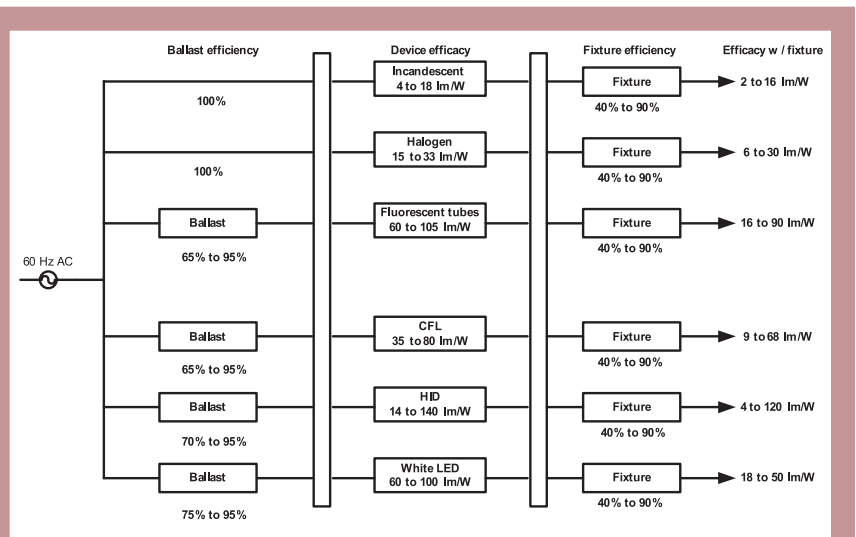 Ballast efficiency
Device efficacy
Fixture efficiency
Efficacy w / fixture
100%
Incandescent
4 to 18 lm/W
Fixture
40% to 90%
2 to 16 lm/W
100%
Halogen
15 to 33 lm/W
Fixture
40% to 90%
6 to 30 lm/W
Ballast
65% to 95%
Fluorescent tubes
60 to 105 lm/W
Fixture
40% to 90%
16 to 90 lm/W
60 Hz AC
Ballast
65% to 95%
CFL
35 to 80 lm/W
Fixture
40% to 90%
9 to 68 lm/W
Ballast
70% to 95%
HID
14 to 140 lm/W
Fixture
40% to 90%
4 to 120 lm/W
Ballast
75% to 95%
White LED
60 to 100 lm/W
Fixture
40% to 90%
18 to 50 lm/W